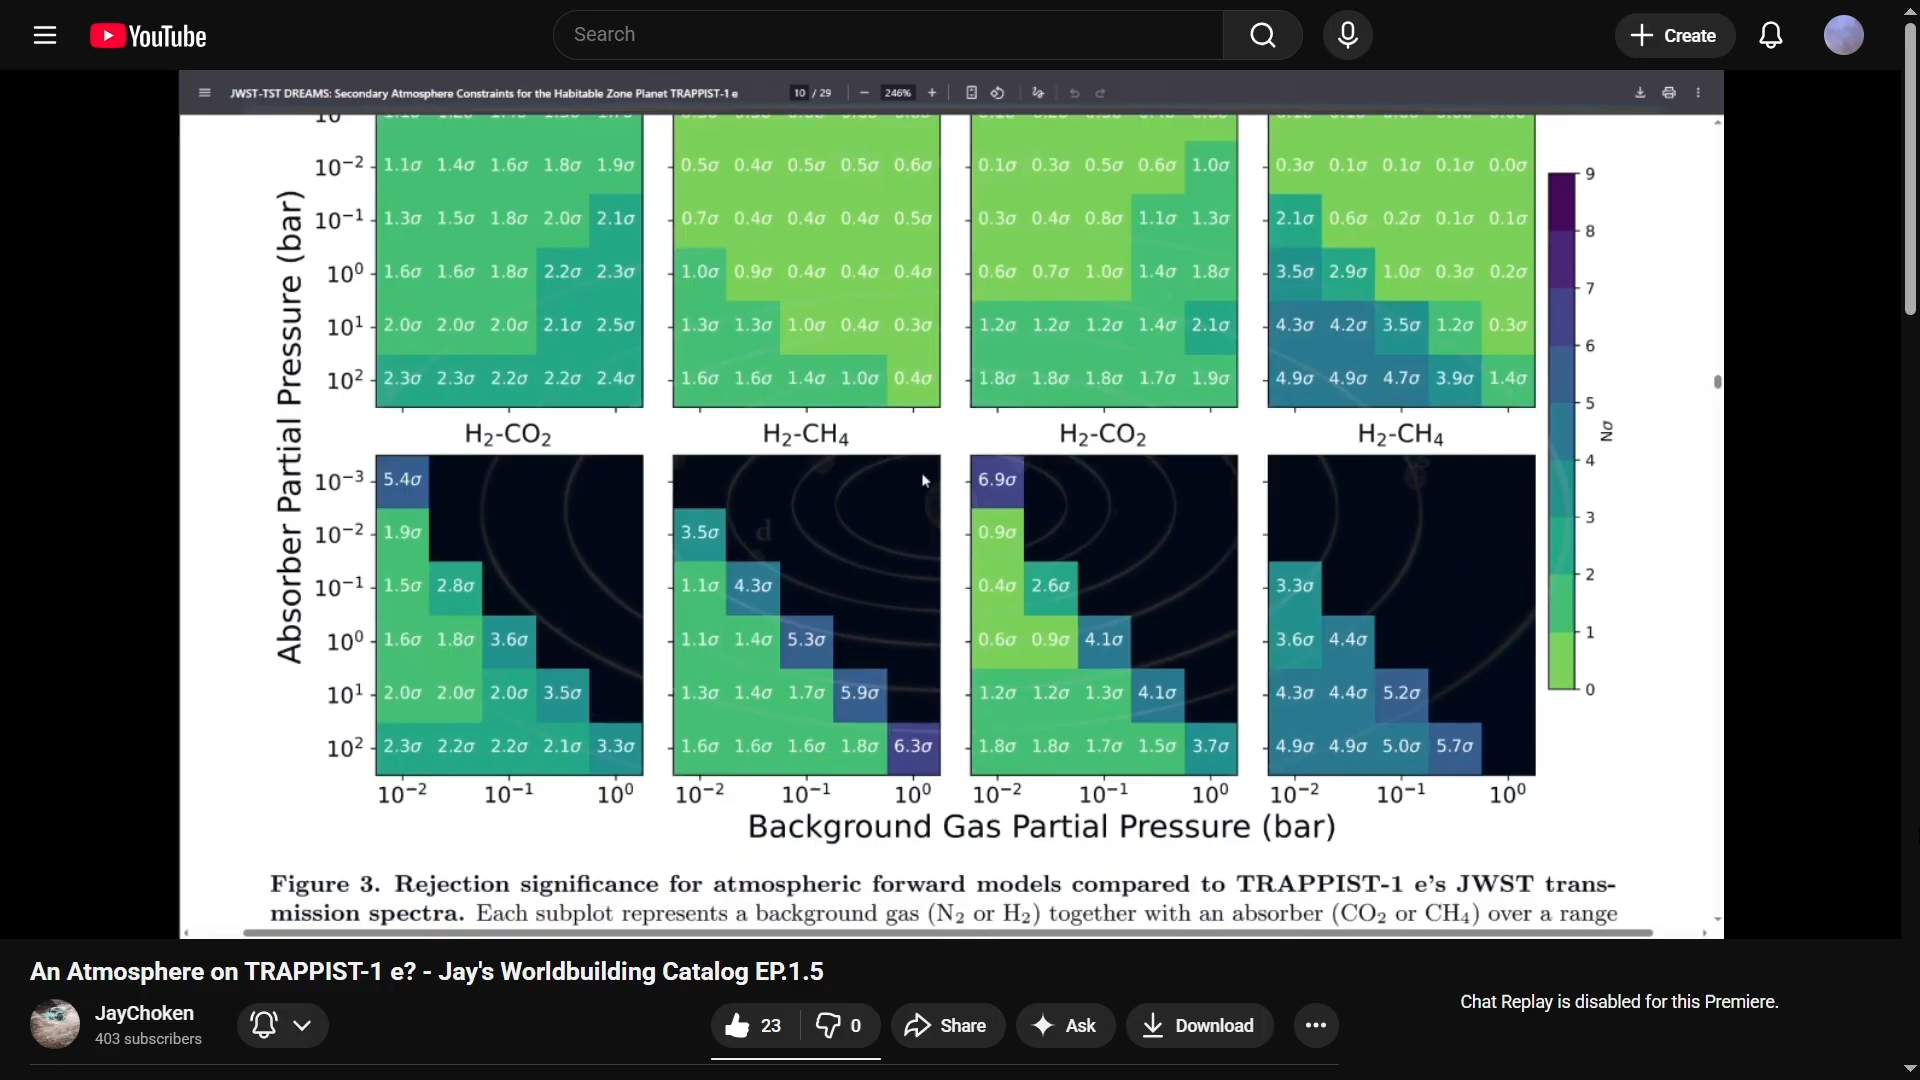 YouTube
Search
Create
JWST-TST DREAMS: Secondary Atmosphere Constraints for the Habitable Zone Planet TRAPPIST-1 e
10 / 29
246%
Absorber Partial Pressure (bar)
10⁻² 1.1σ 1.4σ 1.6σ 1.8σ 1.9σ 0.5σ 0.4σ 0.5σ 0.5σ 0.6σ 0.1σ 0.3σ 0.5σ 0.6σ 1.0σ 0.3σ 0.1σ 0.1σ 0.1σ 0.0σ
10⁻¹ 1.3σ 1.5σ 1.8σ 2.0σ 2.1σ 0.7σ 0.4σ 0.4σ 0.4σ 0.5σ 0.3σ 0.4σ 0.8σ 1.1σ 1.3σ 2.1σ 0.6σ 0.2σ 0.1σ 0.1σ
10⁰ 1.6σ 1.6σ 1.8σ 2.2σ 2.3σ 1.0σ 0.9σ 0.4σ 0.4σ 0.4σ 0.6σ 0.7σ 1.0σ 1.4σ 1.8σ 3.5σ 2.9σ 1.0σ 0.3σ 0.2σ
10¹ 2.0σ 2.0σ 2.0σ 2.1σ 2.5σ 1.3σ 1.3σ 1.0σ 0.4σ 0.3σ 1.2σ 1.2σ 1.2σ 1.4σ 2.1σ 4.3σ 4.2σ 3.5σ 1.2σ 0.3σ
10² 2.3σ 2.3σ 2.2σ 2.2σ 2.4σ 1.6σ 1.6σ 1.4σ 1.0σ 0.4σ 1.8σ 1.8σ 1.8σ 1.7σ 1.9σ 4.9σ 4.9σ 4.7σ 3.9σ 1.4σ
H₂-CO₂ H₂-CH₄ H₂-CO₂ H₂-CH₄
10⁻³ 5.4σ 6.9σ
10⁻² 1.9σ 3.5σ d 0.9σ
10⁻¹ 1.5σ 2.8σ 1.1σ 4.3σ 0.4σ 2.6σ 3.3σ
10⁰ 1.6σ 1.8σ 3.6σ 1.1σ 1.4σ 5.3σ 0.6σ 0.9σ 4.1σ 3.6σ 4.4σ
10¹ 2.0σ 2.0σ 2.0σ 3.5σ 1.3σ 1.4σ 1.7σ 5.9σ 1.2σ 1.2σ 1.3σ 4.1σ 4.3σ 4.4σ 5.2σ
10² 2.3σ 2.2σ 2.2σ 2.1σ 3.3σ 1.6σ 1.6σ 1.6σ 1.8σ 6.3σ 1.8σ 1.8σ 1.7σ 1.5σ 3.7σ 4.9σ 4.9σ 5.0σ 5.7σ
10⁻² 10⁻¹ 10⁰ 10⁻² 10⁻¹ 10⁰ 10⁻² 10⁻¹ 10⁰ 10⁻² 10⁻¹ 10⁰
Background Gas Partial Pressure (bar)
9
8
7
6
5
4
3
2
1
0
Nσ
Figure 3. Rejection significance for atmospheric forward models compared to TRAPPIST-1 e's JWST trans-
mission spectra. Each subplot represents a background gas (N₂ or H₂) together with an absorber (CO₂ or CH₄) over a range
An Atmosphere on TRAPPIST-1 e? - Jay's Worldbuilding Catalog EP.1.5
JayChoken
403 subscribers
23
0
Share
Ask
Download
Chat Replay is disabled for this Premiere.